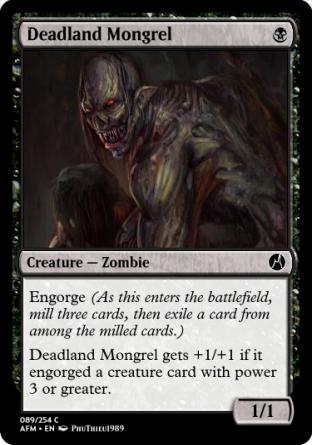 Deadland Mongrel
Creature — Zombie
Engorge (As this enters the battlefield,
mill three cards, then exile a card from
among the milled cards.)
Deadland Mongrel gets +1/+1 if it
engorged a creature card with power
3 or greater.
1/1
089/254 C
AFM • EN PhuThieu1989